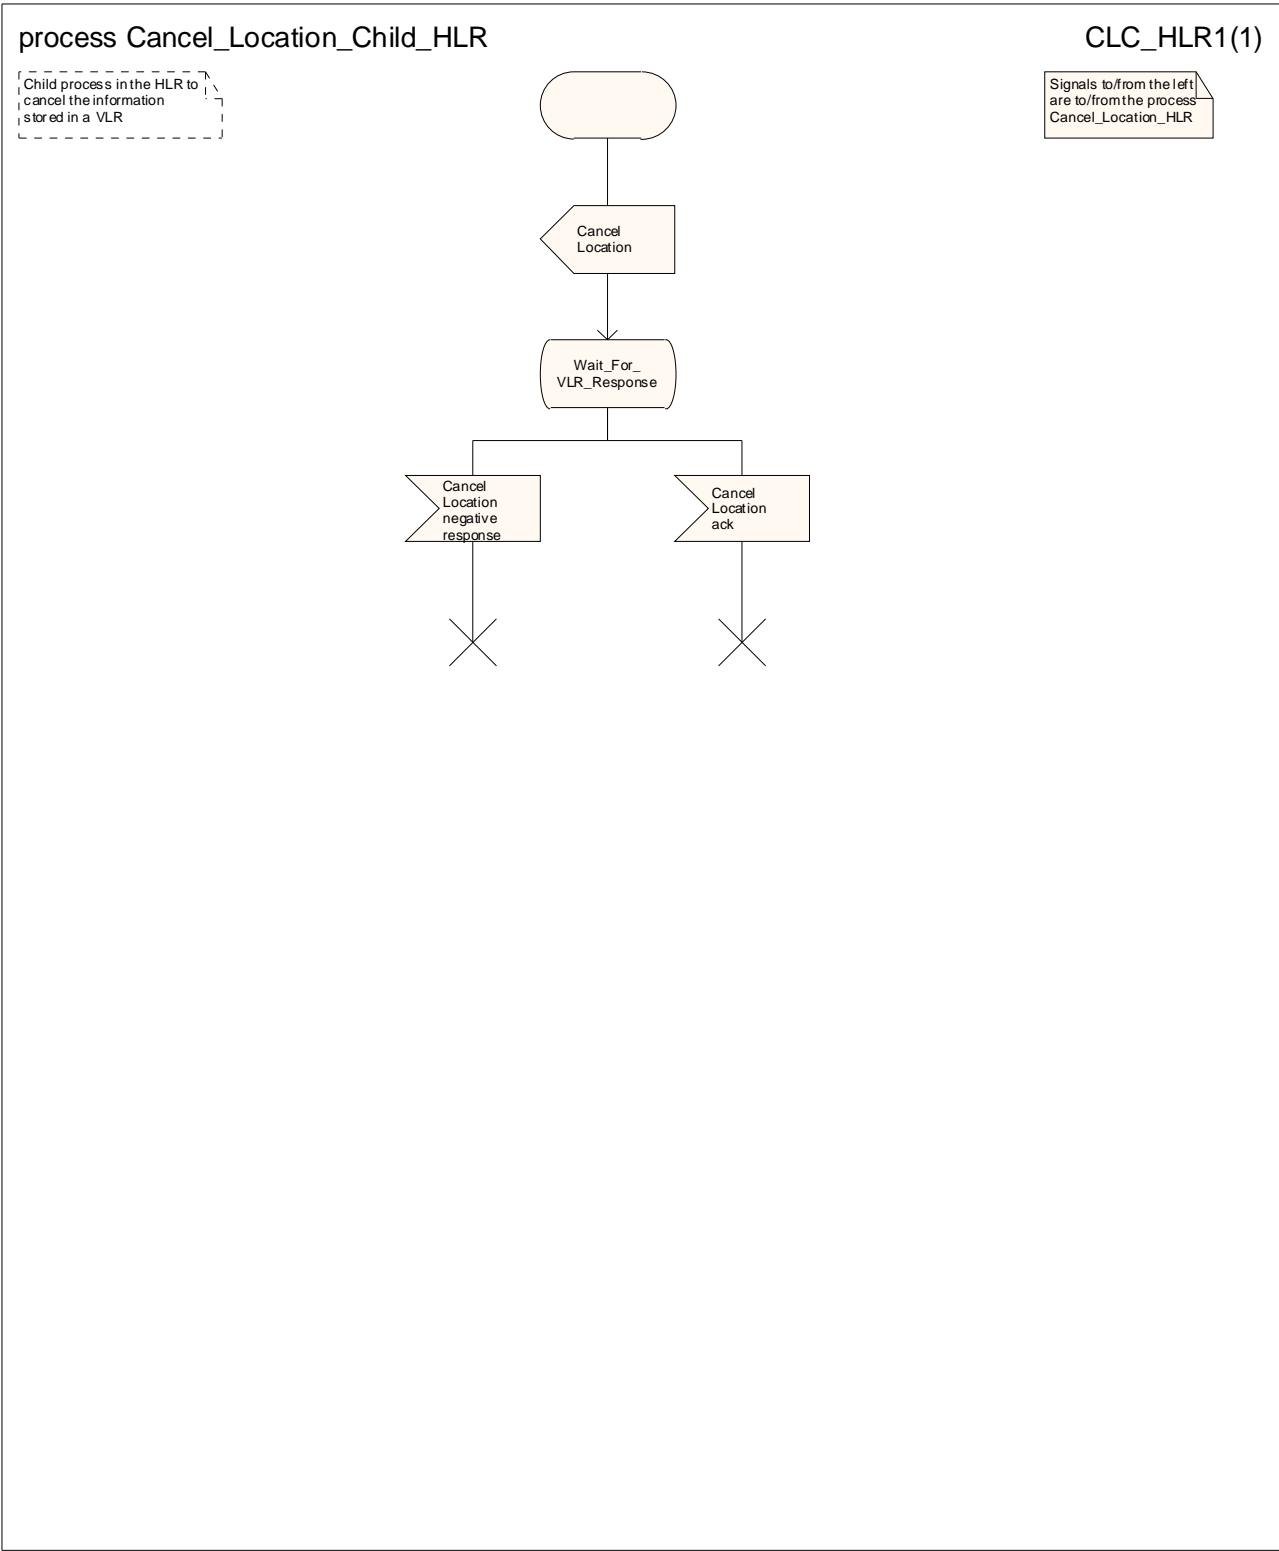 process Cancel_Location_Child_HLR
CLC_HLR1(1)
Child process in the HLR to
cancel the information
stored in a VLR
Signals to/from the left
are to/from the process
Cancel_Location_HLR
Cancel
Location
Wait_For_
VLR_Response
Cancel
Location
negative
response
Cancel
Location
ack